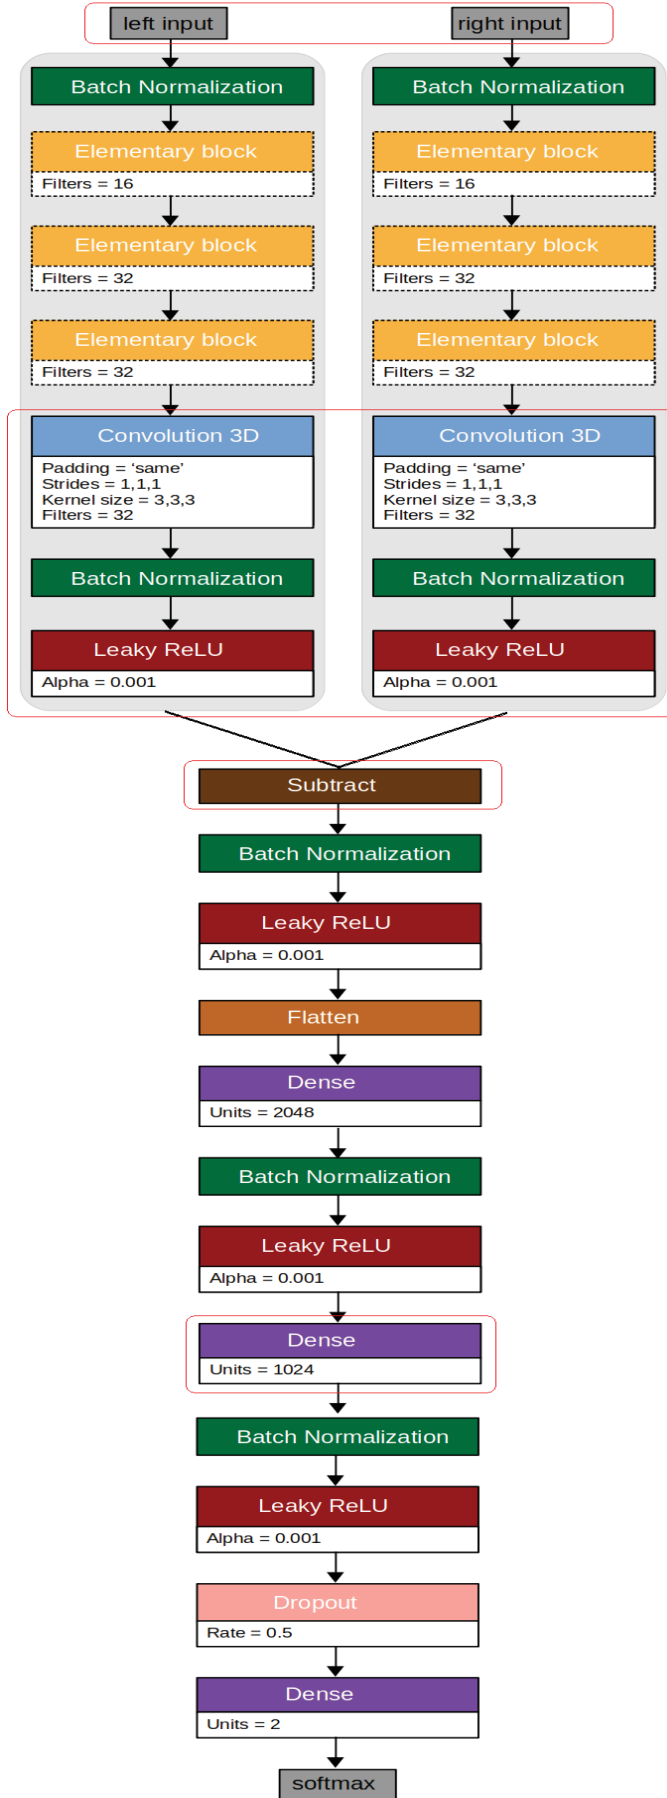 left input
right input
Batch Normalization
Elementary block
Filters = 16
Elementary block
Filters = 32
Elementary block
Filters = 32
Convolution 3D
Padding = ‘same’
Strides = 1,1,1
Kernel size = 3,3,3
Filters = 32
Batch Normalization
Leaky ReLU
Alpha = 0.001
Batch Normalization
Elementary block
Filters = 16
Elementary block
Filters = 32
Elementary block
Filters = 32
Convolution 3D
Padding = ‘same’
Strides = 1,1,1
Kernel size = 3,3,3
Filters = 32
Batch Normalization
Leaky ReLU
Alpha = 0.001
Subtract
Batch Normalization
Leaky ReLU
Alpha = 0.001
Flatten
Dense
Units = 2048
Batch Normalization
Leaky ReLU
Alpha = 0.001
Dense
Units = 1024
Batch Normalization
Leaky ReLU
Alpha = 0.001
Dropout
Rate = 0.5
Dense
Units = 2
softmax